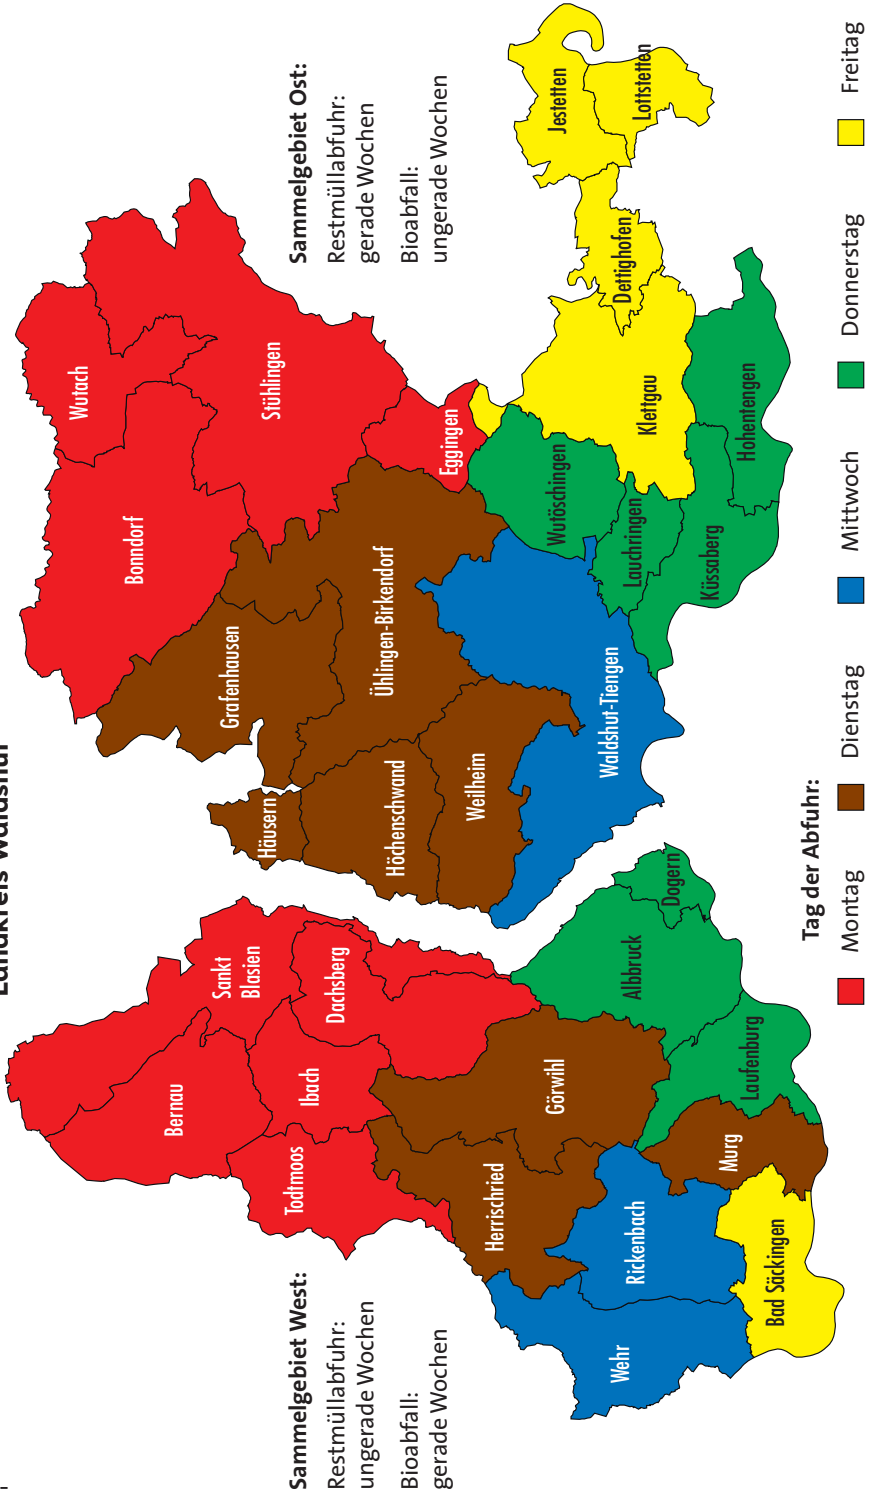 Landkreis Waldshut
Sammelgebiet West:
Restmüllabfuhr:
ungerade Wochen
Bioabfall:
gerade Wochen
Bernau
Sankt
Blasien
Todtmoos
Ibach
Dachsberg
Herrischried
Görwihl
Wehr
Rickenbach
Albbruck
Dogern
Murg
Laufenburg
Bad Säckingen
Wutach
Bonndorf
Grafenhausen
Stühlingen
Häusern
Höchenschwand
Ühlingen-Birkendorf
Eggingen
Weilheim
Wutöschingen
Waldshut-Tiengen
Lauchringen
Klettgau
Küssaberg
Hohentengen
Dettighofen
Jestetten
Lottstetten
Sammelgebiet Ost:
Restmüllabfuhr:
gerade Wochen
Bioabfall:
ungerade Wochen
Tag der Abfuhr:
Montag Dienstag Mittwoch Donnerstag Freitag